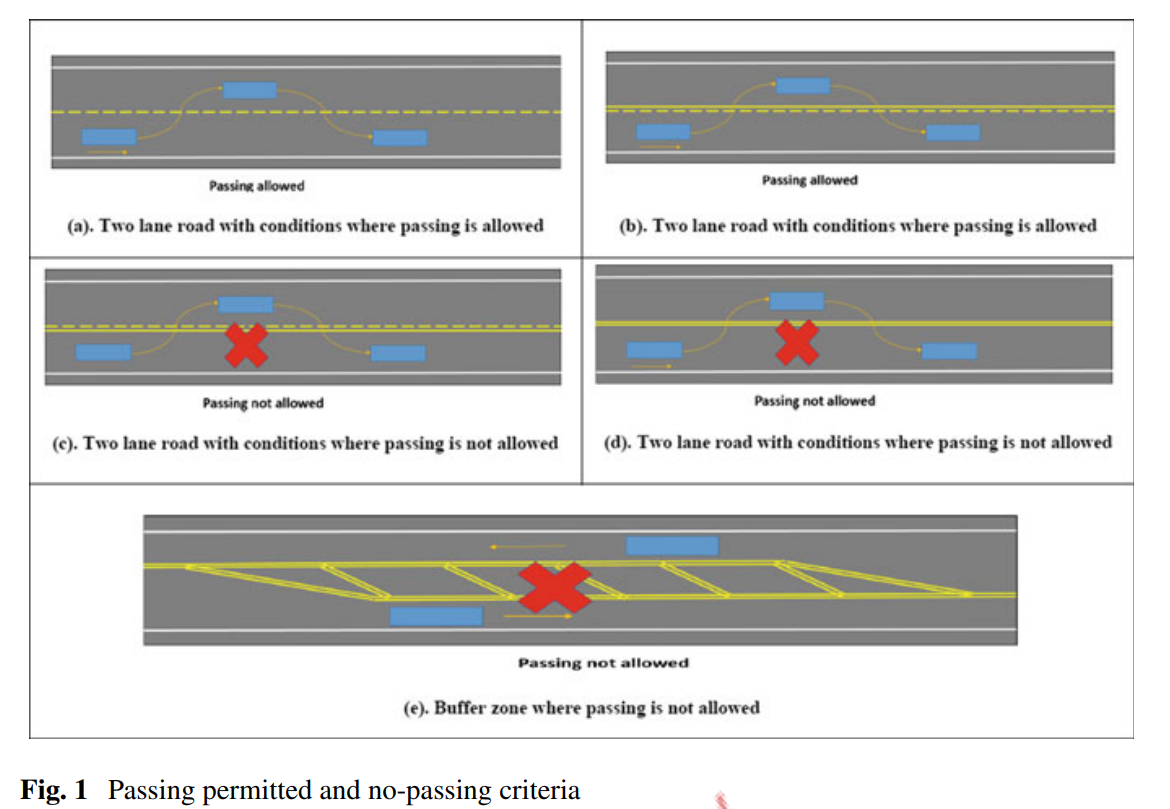 Passing allowed
(a). Two lane road with conditions where passing is allowed
Passing allowed
(b). Two lane road with conditions where passing is allowed
Passing not allowed
(c). Two lane road with conditions where passing is not allowed
Passing not allowed
(d). Two lane road with conditions where passing is not allowed
Passing not allowed
(e). Buffer zone where passing is not allowed
Fig. 1 Passing permitted and no-passing criteria